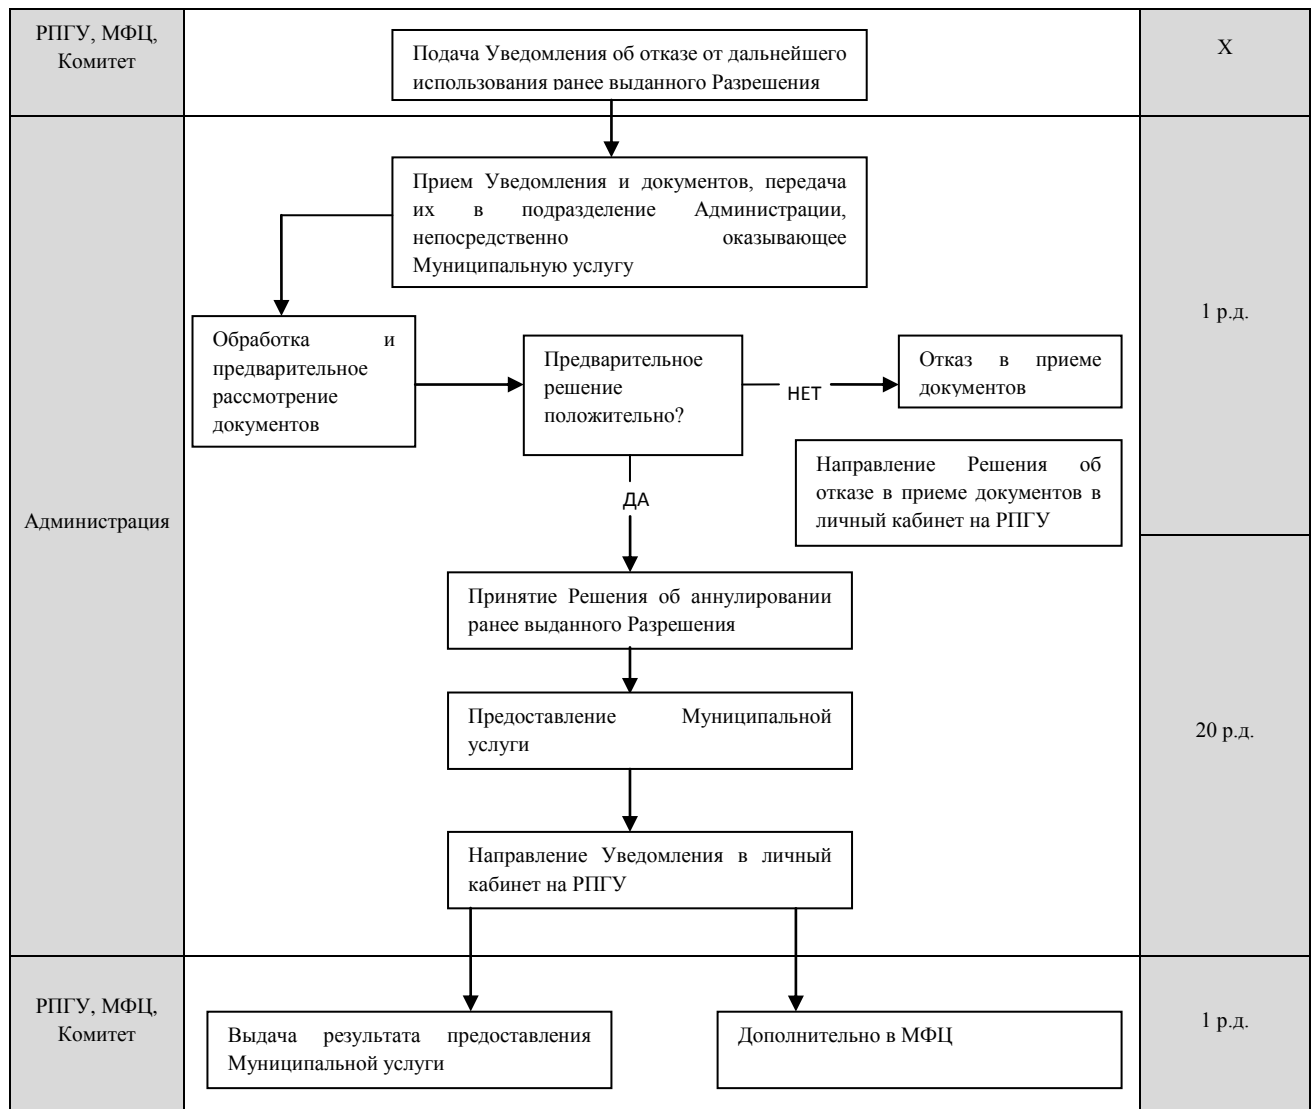 РПГУ, МФЦ,
Комитет
Подача Уведомления об отказе от дальнейшего
использования ранее выданного Разрешения
X
Администрация
Прием Уведомления и документов, передача
их в подразделение Администрации,
непосредственно оказывающее
Муниципальную услугу
1 р.д.
Обработка и
предварительное
рассмотрение
документов
Предварительное
решение
положительно?
НЕТ
Отказ в приеме
документов
Направление Решения об
отказе в приеме документов в
личный кабинет на РПГУ
ДА
Принятие Решения об аннулировании
ранее выданного Разрешения
Предоставление Муниципальной
услуги
20 р.д.
Направление Уведомления в личный
кабинет на РПГУ
РПГУ, МФЦ,
Комитет
Выдача результата предоставления
Муниципальной услуги
Дополнительно в МФЦ
1 р.д.